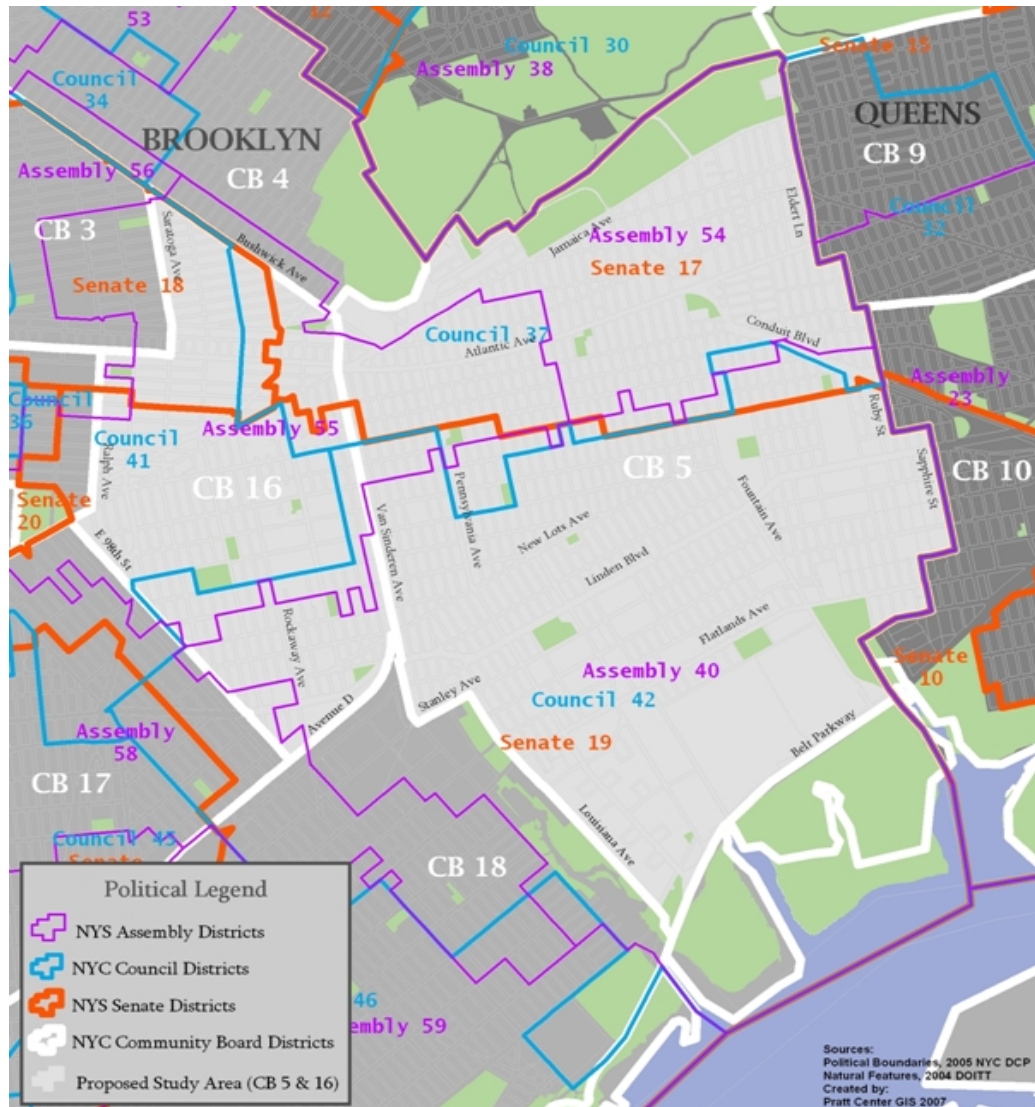 53
12
Council 30
Assembly 38
Senate 15
Council
34
BROOKLYN
QUEENS
CB 9
Assembly 56
CB 4
Council
32
CB 3
Saratoga Ave
Bushwick Ave
Eldert Ln
Jamaica Ave
Assembly 54
Senate 17
Senate 18
Council 37
Atlantic Ave
Conduit Blvd
Council
36
Assembly
23
Assembly 55
Council
41
Ralph Ave
CB 16
CB 5
CB 10
Ruby St
Sapphire St
Senate
20
Pennsylvania Ave
Fountain Ave
Van Sinderen Ave
New Lots Ave
Linden Blvd
E 98th St
Rockaway Ave
Flatlands Ave
Senate
10
Assembly 40
Council 42
Stanley Ave
Avenue D
Assembly
58
Senate 19
Belt Parkway
CB 17
Louisiana Ave
Council 45
Senate
CB 18
46
embly 59
Political Legend
NYS Assembly Districts
NYC Council Districts
NYS Senate Districts
NYC Community Board Districts
Proposed Study Area (CB 5 & 16)
Sources:
Political Boundaries, 2005 NYC DCP
Natural Features, 2004 DOITT
Created by:
Pratt Center GIS 2007